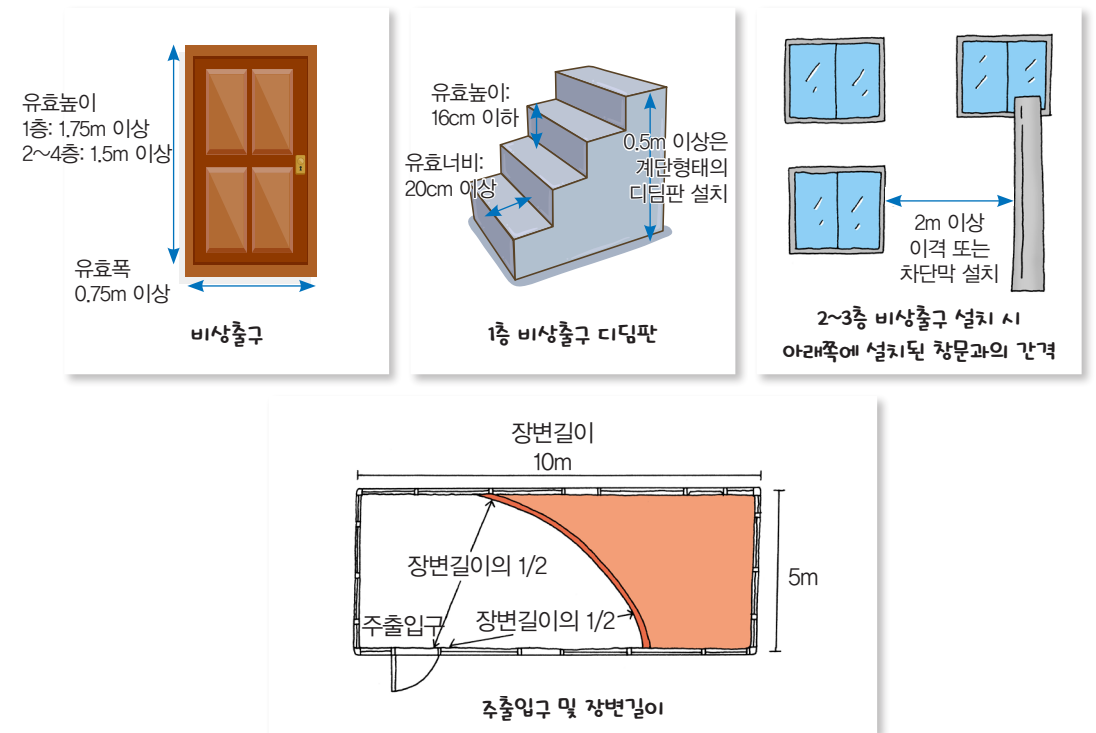 유효높이
1층: 1.75m 이상
2~4층: 1.5m 이상
유효폭
0.75m 이상
비상출구
유효높이:
16cm 이하
유효너비:
20cm 이상
0.5m 이상은
계단형태의
디딤판 설치
1층 비상출구 디딤판
2m 이상
이격 또는
차단막 설치
2~3층 비상출구 설치 시
아래쪽에 설치된 창문과의 간격
장변길이
10m
장변길이의 1/2
주출입구
장변길이의 1/2
5m
주출입구 및 장변길이